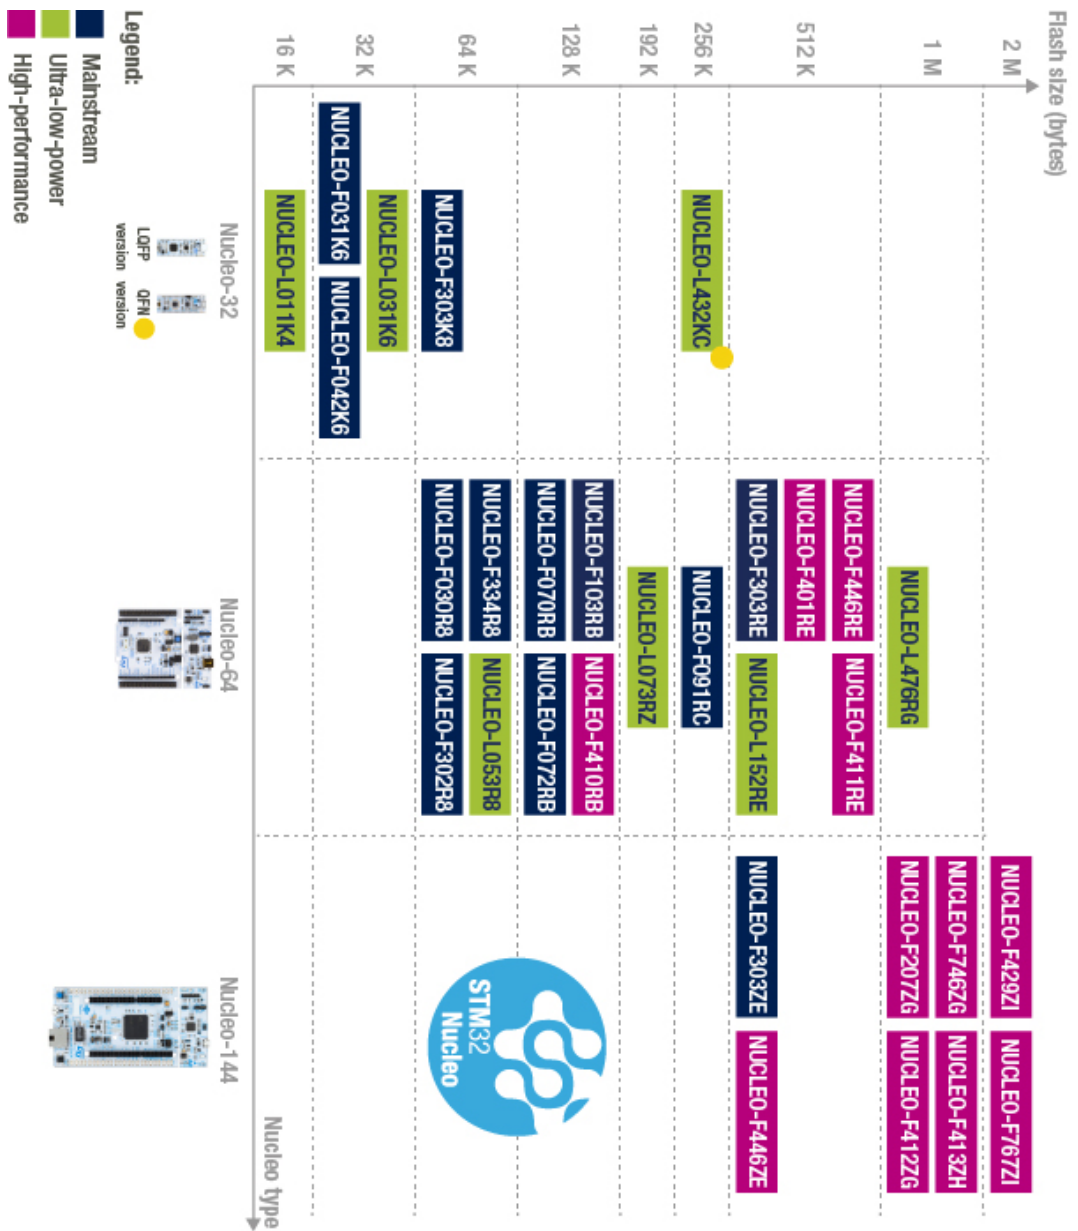 Flash size (bytes)
2 M
NUCLEO-F429ZI
NUCLEO-F767ZI
1 M
NUCLEO-F746ZG
NUCLEO-F413ZH
NUCLEO-L476RG
NUCLEO-F207ZG
NUCLEO-F412ZG
512 K
NUCLEO-F446RE
NUCLEO-F411RE
NUCLEO-F401RE
NUCLEO-F303RE
NUCLEO-L152RE
NUCLEO-F303ZE
NUCLEO-F446ZE
256 K
NUCLEO-L432KC
NUCLEO-F091RC
192 K
NUCLEO-L073RZ
128 K
NUCLEO-F103RB
NUCLEO-F410RB
NUCLEO-F070RB
NUCLEO-F072RB
64 K
NUCLEO-F334R8
NUCLEO-L053R8
NUCLEO-F303K8
NUCLEO-F030R8
NUCLEO-F302R8
STM32
Nucleo
32 K
NUCLEO-L031K6
NUCLEO-F031K6
NUCLEO-F042K6
16 K
NUCLEO-L011K4
Nucleo type
Nucleo-32
Nucleo-64
Nucleo-144
LQFP
version
QFN
version
Legend:
Mainstream
Ultra-low-power
High-performance